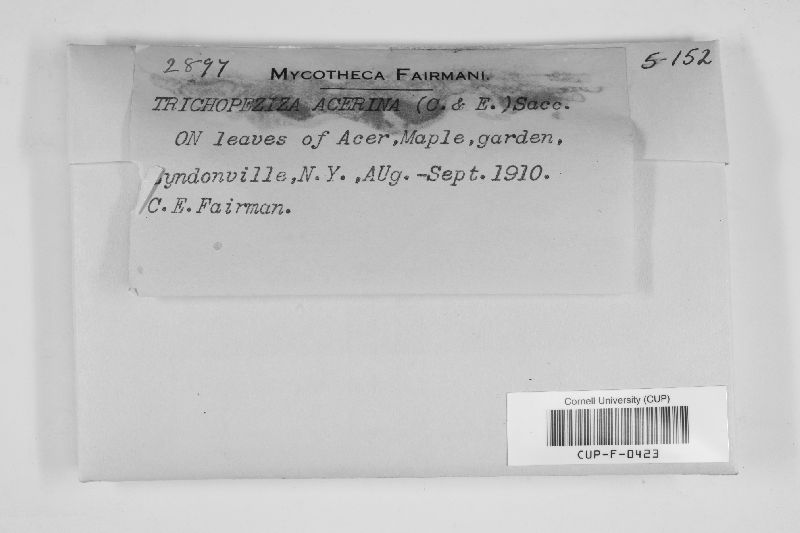 2897
MYCOTHECA FAIRMANI.
5-152
TRICHOPEZIZA ACERINA (C. & E.) Sacc.
ON leaves of Acer, Maple, garden,
Lyndonville, N.Y., AUg.-Sept. 1910.
C.E. Fairman.
Cornell University (CUP)
CUP-F-0423